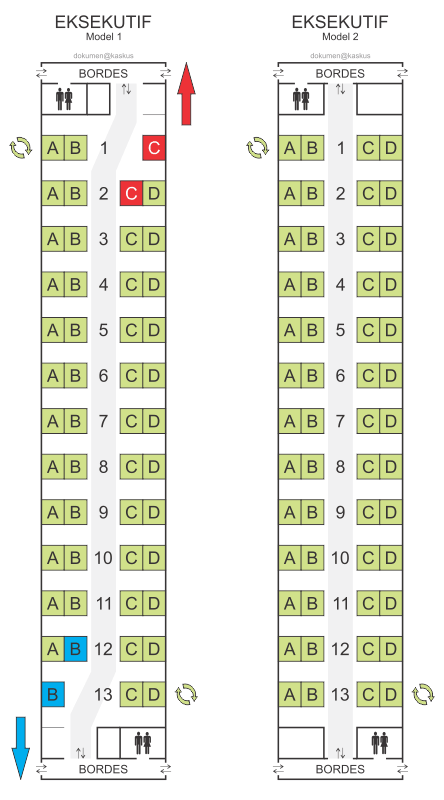 EKSEKUTIF
Model 1
dokumen@kaskus
BORDES
A B 1 C
A B 2 C D
A B 3 C D
A B 4 C D
A B 5 C D
A B 6 C D
A B 7 C D
A B 8 C D
A B 9 C D
A B 10 C D
A B 11 C D
A B 12 C D
B 13 C D
BORDES
EKSEKUTIF
Model 2
dokumen@kaskus
BORDES
A B 1 C D
A B 2 C D
A B 3 C D
A B 4 C D
A B 5 C D
A B 6 C D
A B 7 C D
A B 8 C D
A B 9 C D
A B 10 C D
A B 11 C D
A B 12 C D
A B 13 C D
BORDES